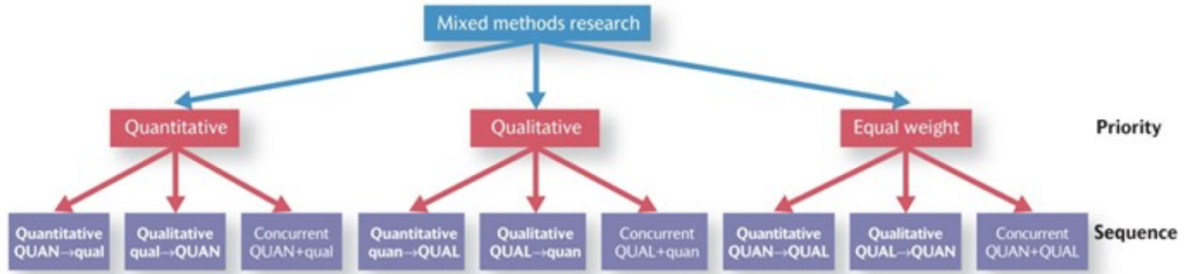 Mixed methods research
Quantitative
Qualitative
Equal weight
Priority
Quantitative
QUAN→qual
Qualitative
qual→QUAN
Concurrent
QUAN+qual
Quantitative
quan→QUAL
Qualitative
QUAL→quan
Concurrent
QUAL+quan
Quantitative
QUAN→QUAL
Qualitative
QUAL→QUAN
Concurrent
QUAN+QUAL
Sequence